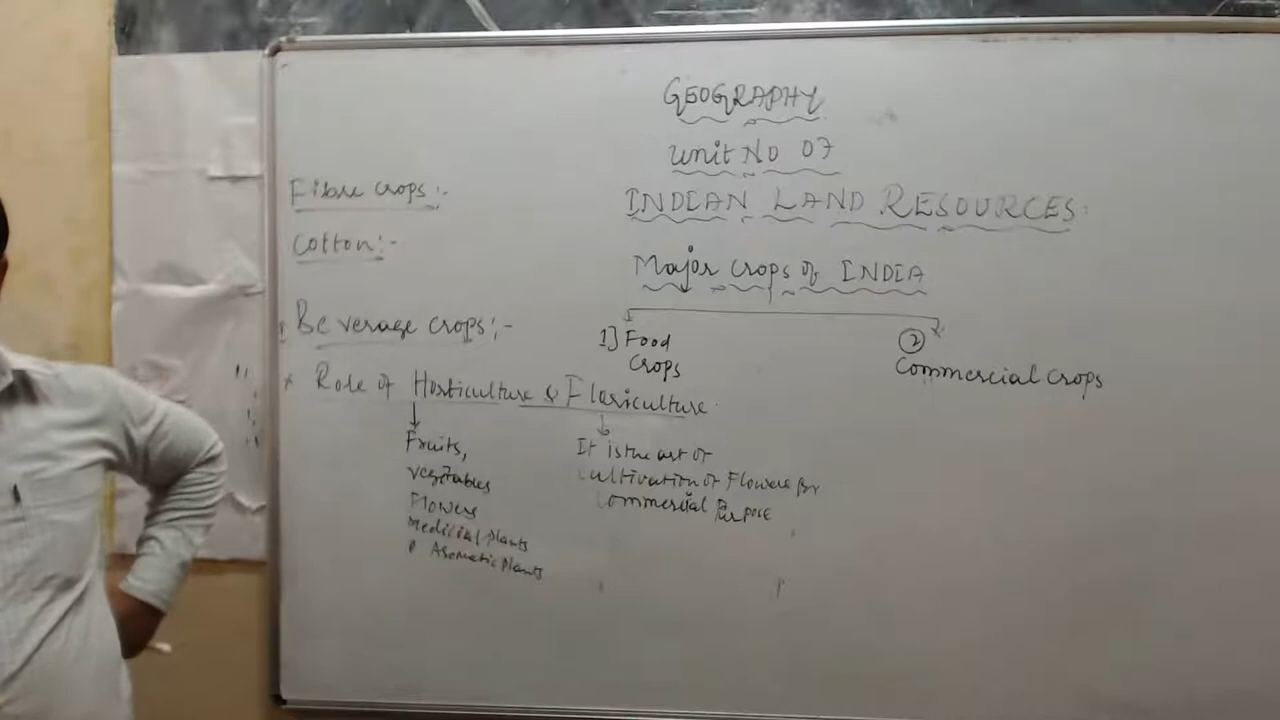 GEOGRAPHY
Unit No 07
INDIAN LAND RESOURCES:
Major Crops of INDIA
1] Food
Crops
②
Commercial Crops
Fibre crops:-
Cotton:-
Beverage crops:-
* Role of Horticulture & Floriculture.
Fruits,
vegetables
Flowers
Medicial plants
& Aromatic plants
It is the art of
Cultivation of Flowers for
Commercial Purpose